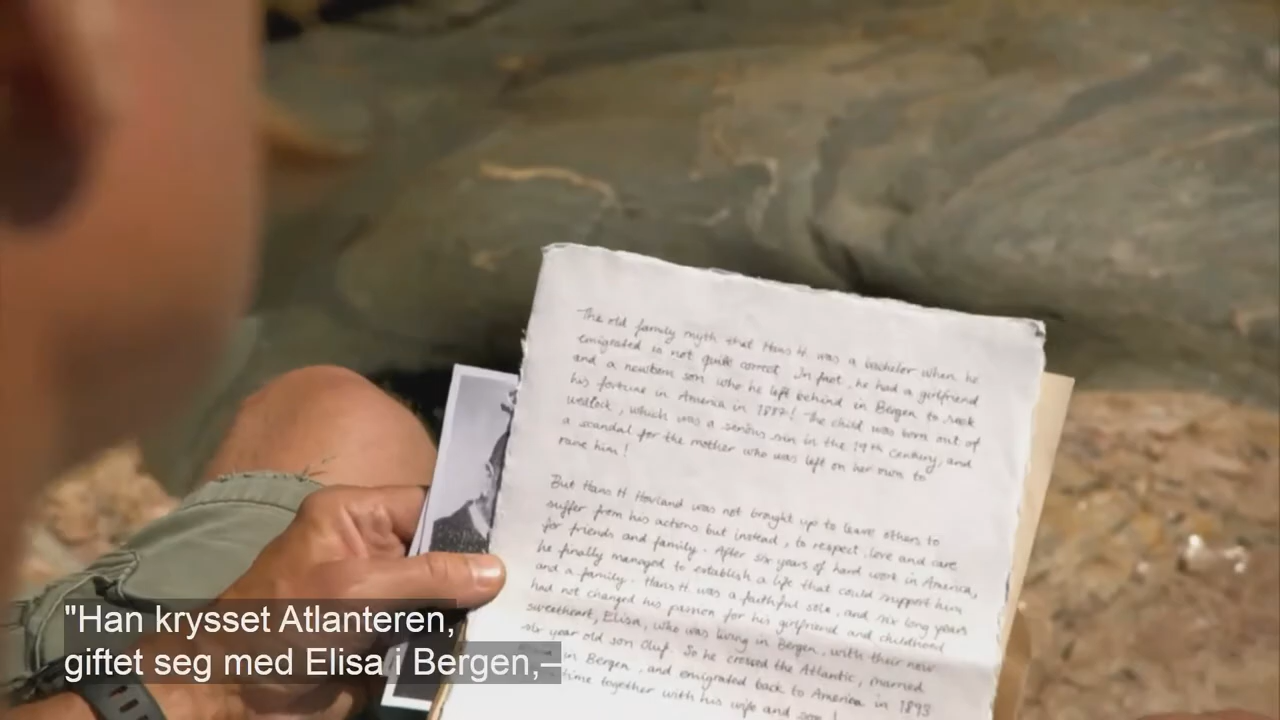 The old family myth that Hans H. was a bachelor when he
emigrated is not quite correct. In fact, he had a girlfriend
and a newborn son who he left behind in Bergen to seek
his fortune in America in 1887! The child was born out of
wedlock, which was a serious sin in the 19th century, and
a scandal for the mother who was left on her own to
raise him!
But Hans H. Hovland was not brought up to leave others to
suffer from his actions but instead, to respect, love and care
for friends and family. After six years of hard work in America,
he finally managed to establish a life that could support him
and a family. Hans H. was a faithful sole, and six long years
had not changed his passion for his girlfriend and childhood
sweetheart, Elisa, who was living in Bergen, with their now
six year old son Oluf. So he crossed the Atlantic, married
in Bergen, and emigrated back to America in 1893
time together with his wife and son!
"Han krysset Atlanteren,
giftet seg med Elisa i Bergen,–